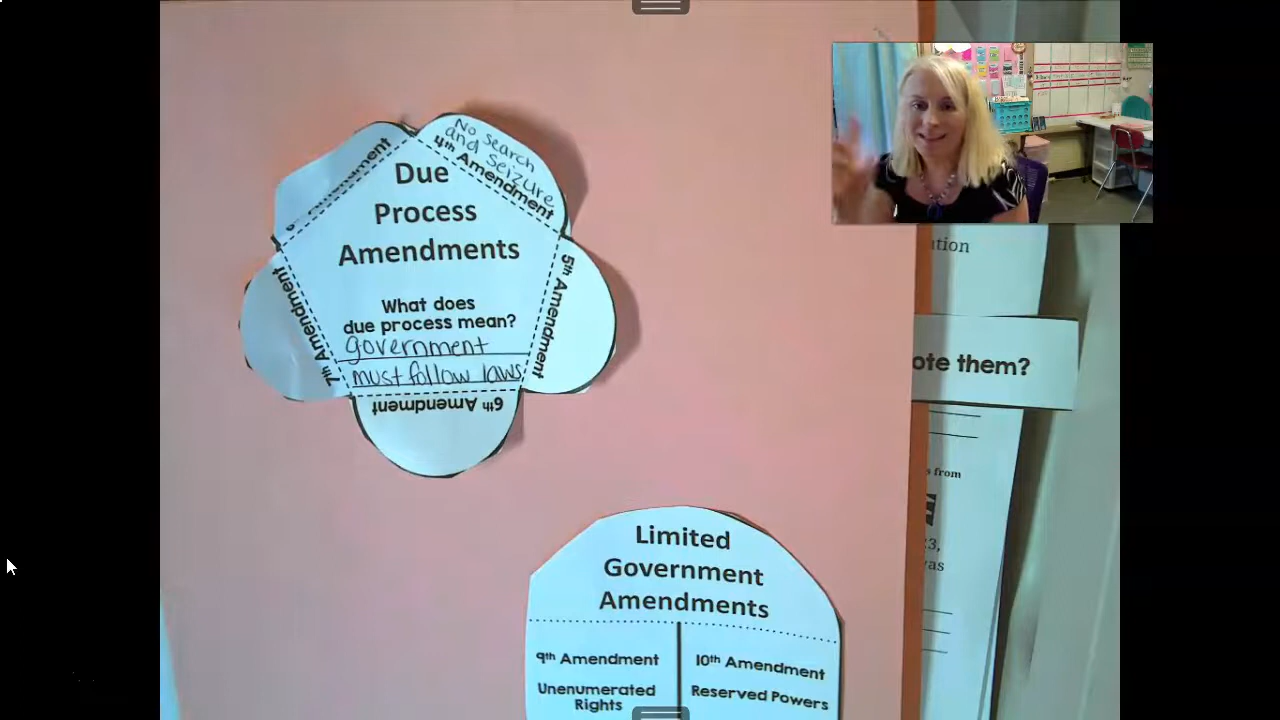 No search
and seizure
4th Amendment
Due
Process
Amendments
What does
due process mean?
government
must follow laws
5th Amendment
6th Amendment
7th Amendment
Limited
Government
Amendments
9th Amendment
Unenumerated
Rights
10th Amendment
Reserved Powers
ote them?
s from